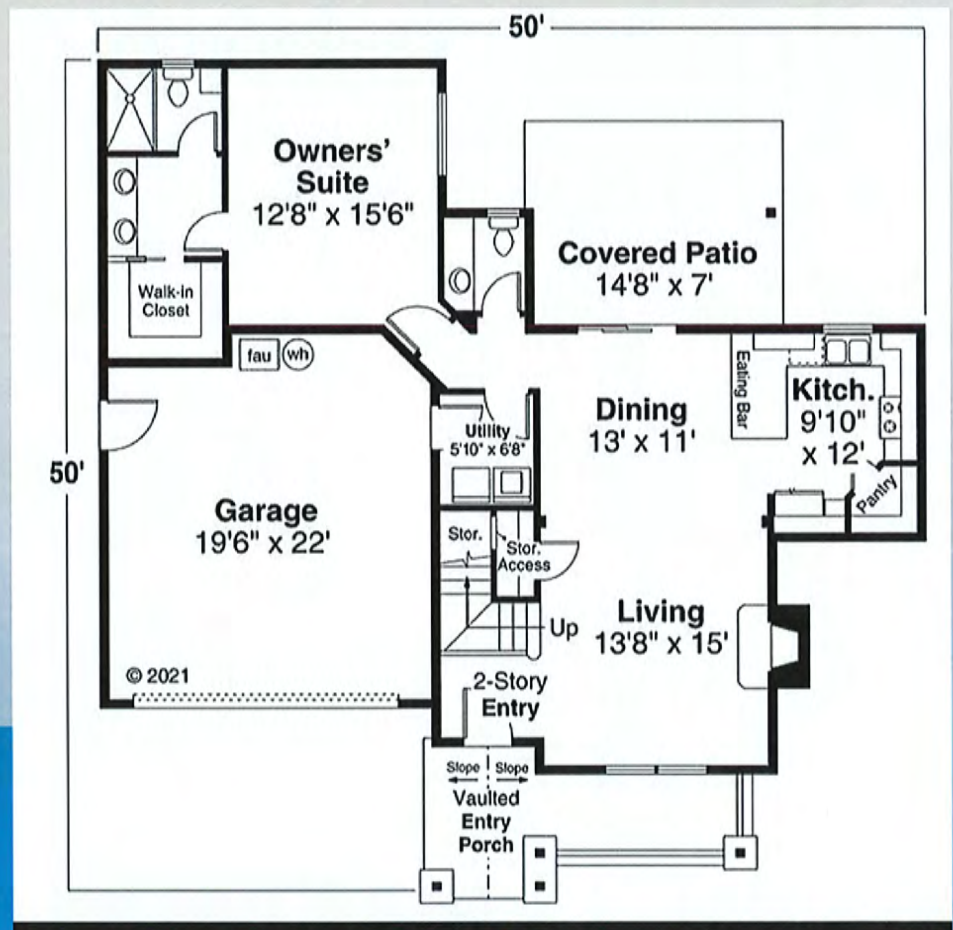 50'
Owners'
Suite
12'8" x 15'6"
Covered Patio
14'8" x 7'
Walk-in
Closet
fau
wh
Eating Bar
Kitch.
9'10"
x 12'
Dining
13' x 11'
Utility
5'10" x 6'8"
50'
Pantry
Garage
19'6" x 22'
Stor.
Stor.
Access
Living
13'8" x 15'
Up
© 2021
2-Story
Entry
Slope
Slope
Vaulted
Entry
Porch